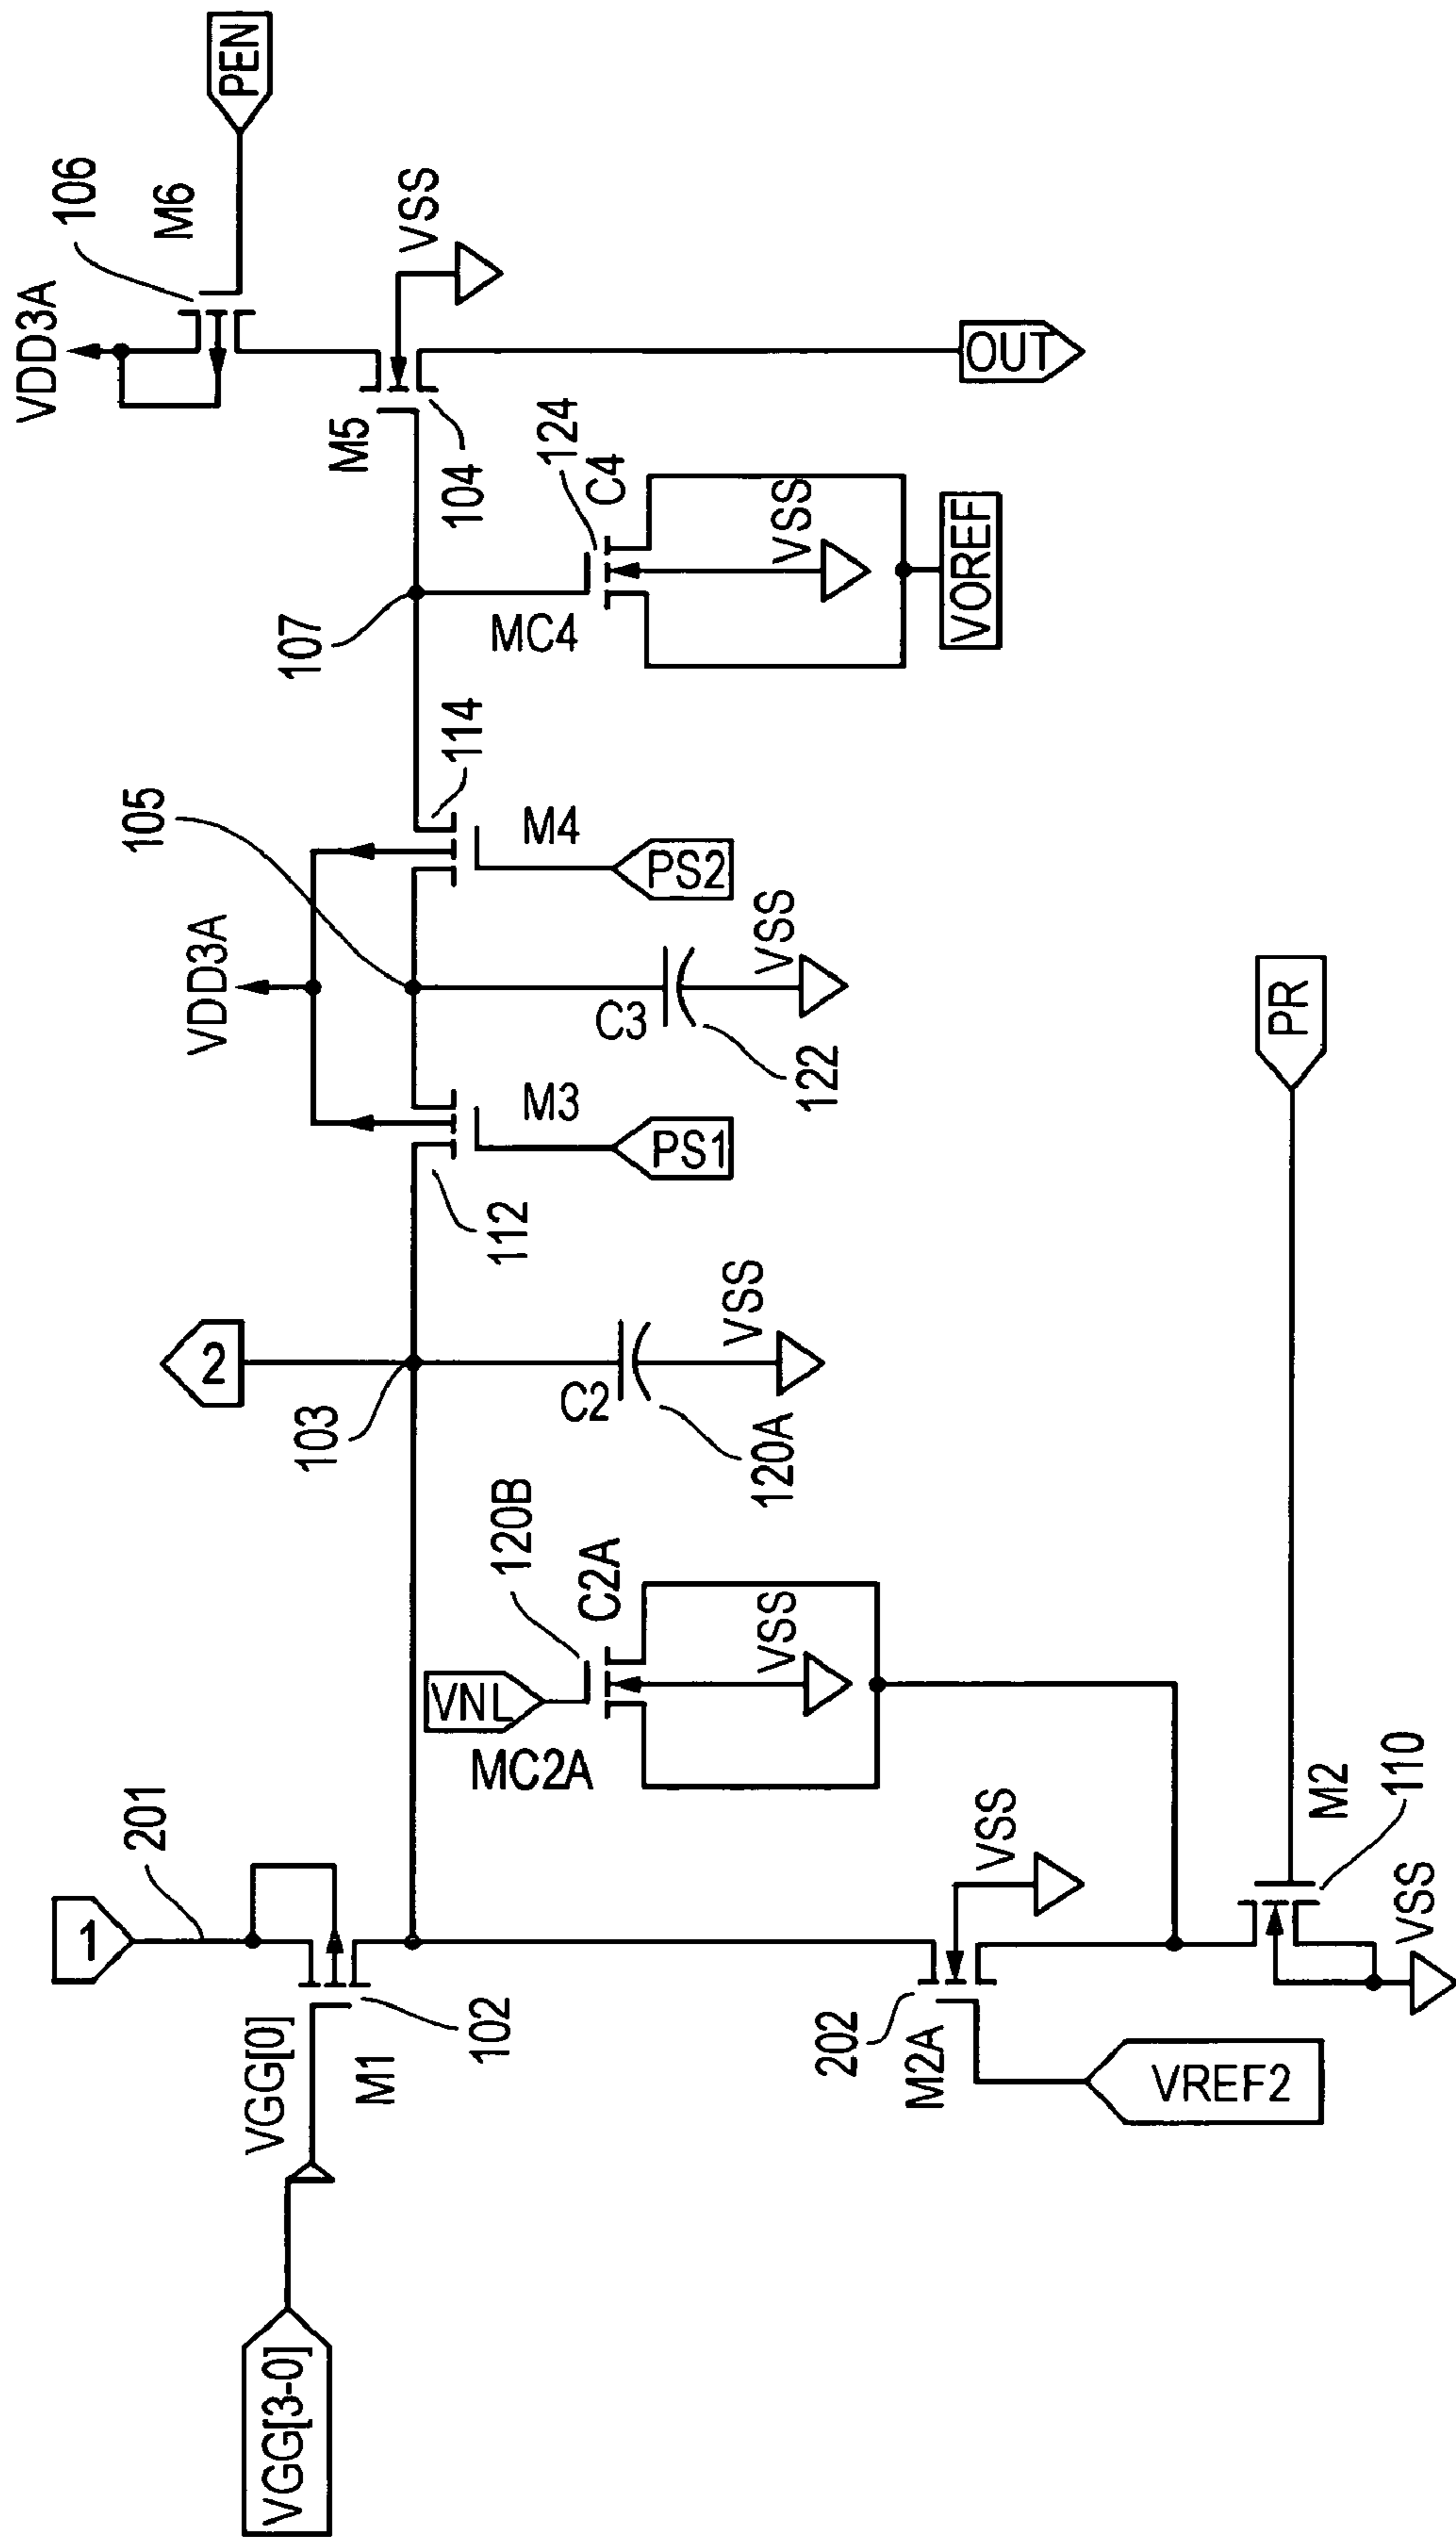 VGG[3-0]
VGG[0]
M1
102
1
201
202
M2A
VREF2
VSS
M2
110
VSS
PR
VNL
120B
C2A
MC2A
VSS
2
103
C2
120A
VSS
112
M3
PS1
VDD3A
105
C3
122
VSS
114
M4
PS2
107
MC4
124
C4
VSS
VOREF
M5
104
VSS
OUT
VDD3A
106
M6
PEN